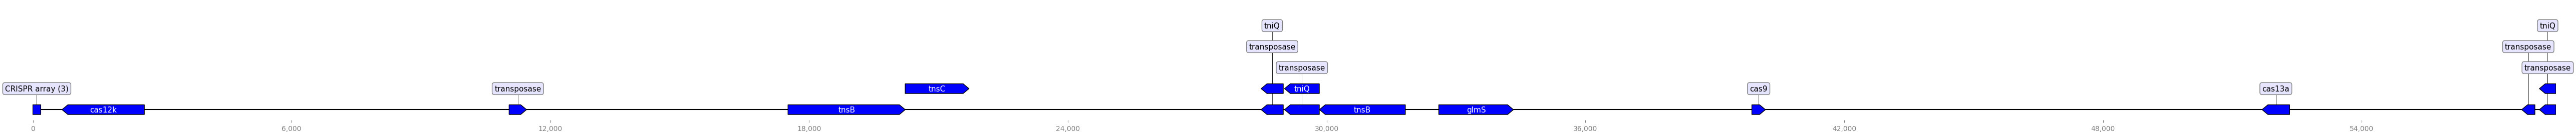 tniQ
tniQ
transposase
transposase
transposase
transposase
CRISPR array (3)
transposase
tnsC
tniQ
cas9
cas13a
cas12k
tnsB
tnsB
glmS
0
6,000
12,000
18,000
24,000
30,000
36,000
42,000
48,000
54,000